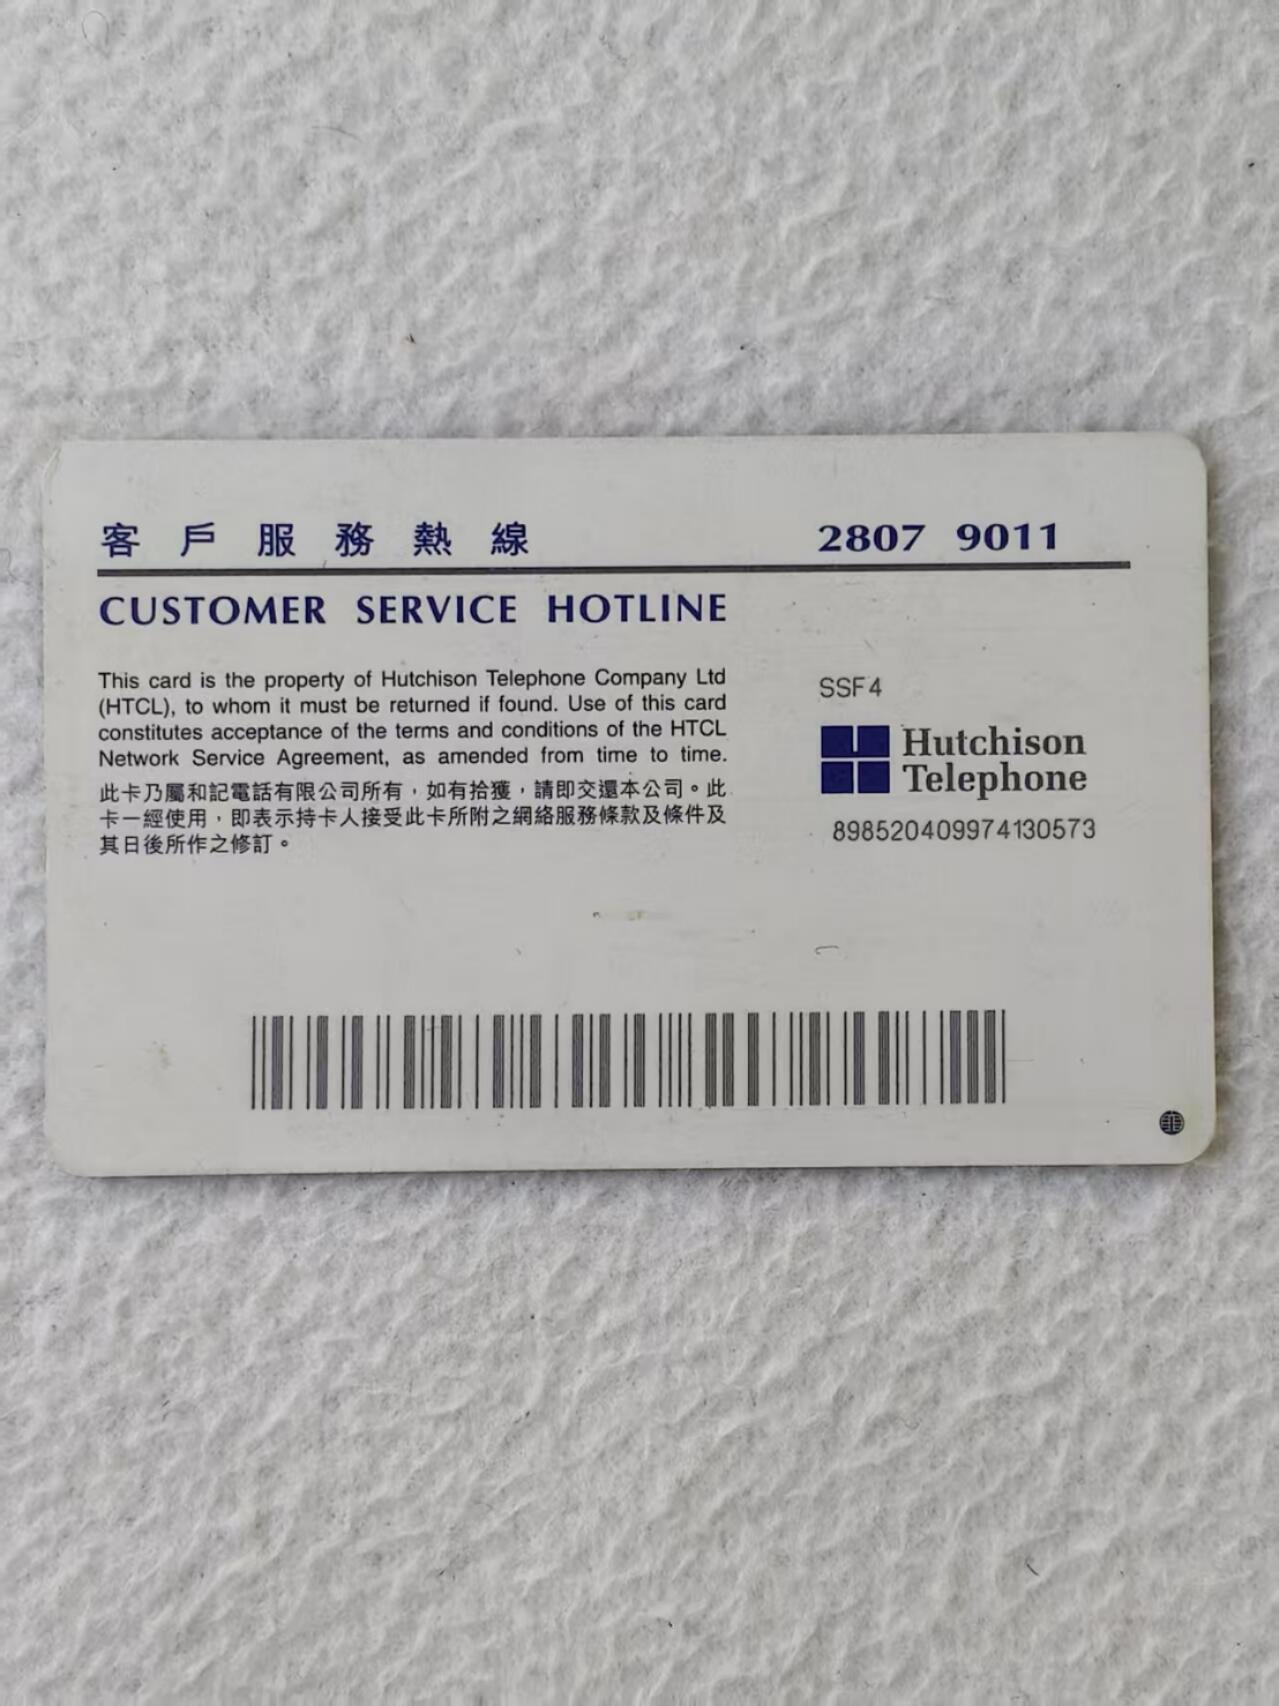 客戶服務熱線 2807 9011
CUSTOMER SERVICE HOTLINE
This card is the property of Hutchison Telephone Company Ltd
(HTCL), to whom it must be returned if found. Use of this card
constitutes acceptance of the terms and conditions of the HTCL
Network Service Agreement, as amended from time to time.
此卡乃屬和記電話有限公司所有，如有拾獲，請即交還本公司。此
卡一經使用，即表示持卡人接受此卡所附之網絡服務條款及條件及
其日後所作之修訂。
SSF4
Hutchison
Telephone
898520409974130573